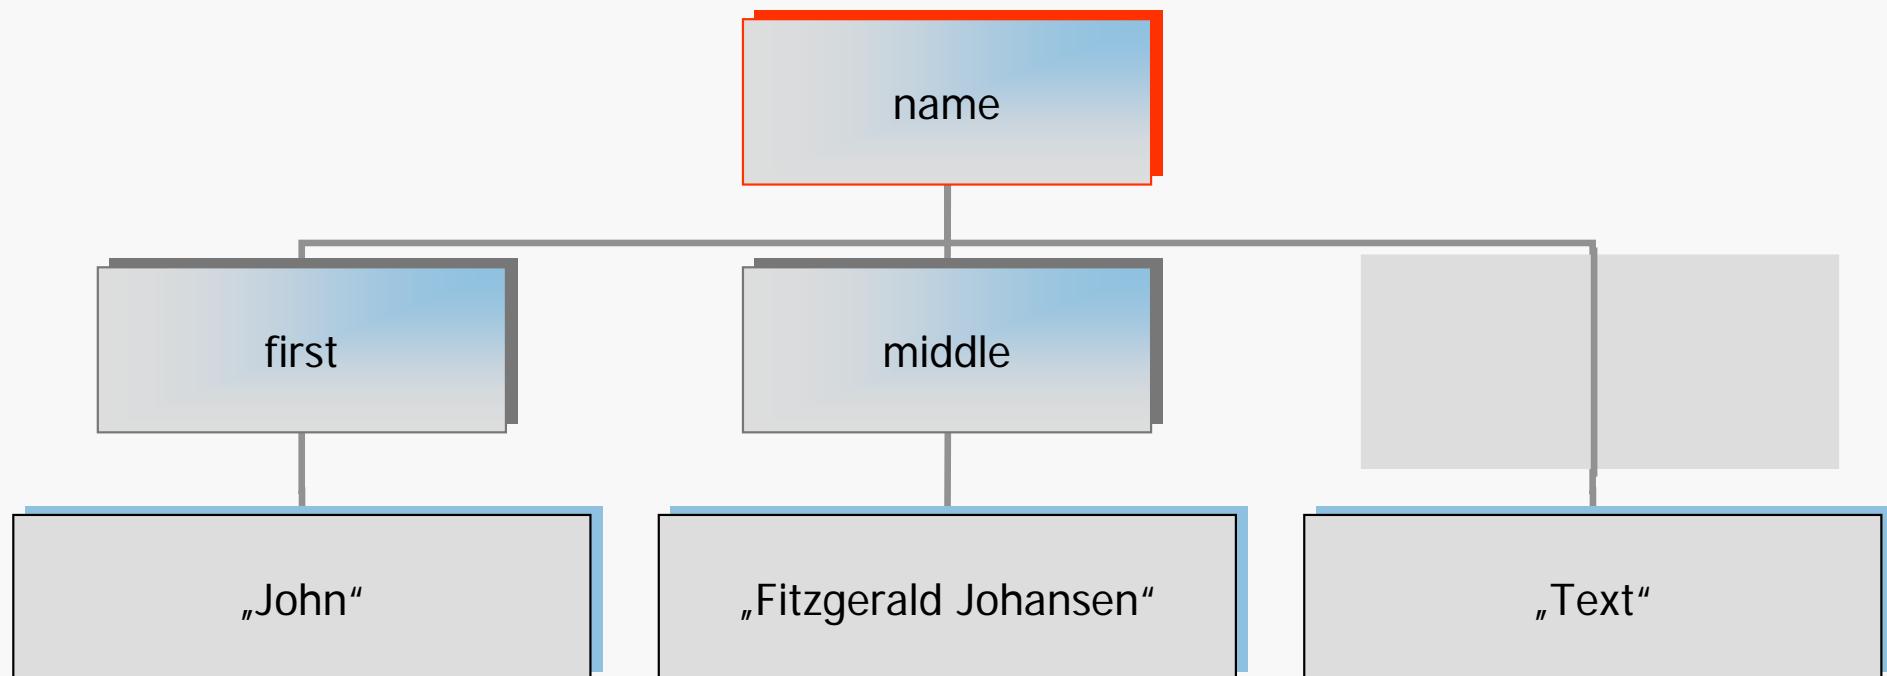 name
first
middle
„John“
„Fitzgerald Johansen“
„Text“